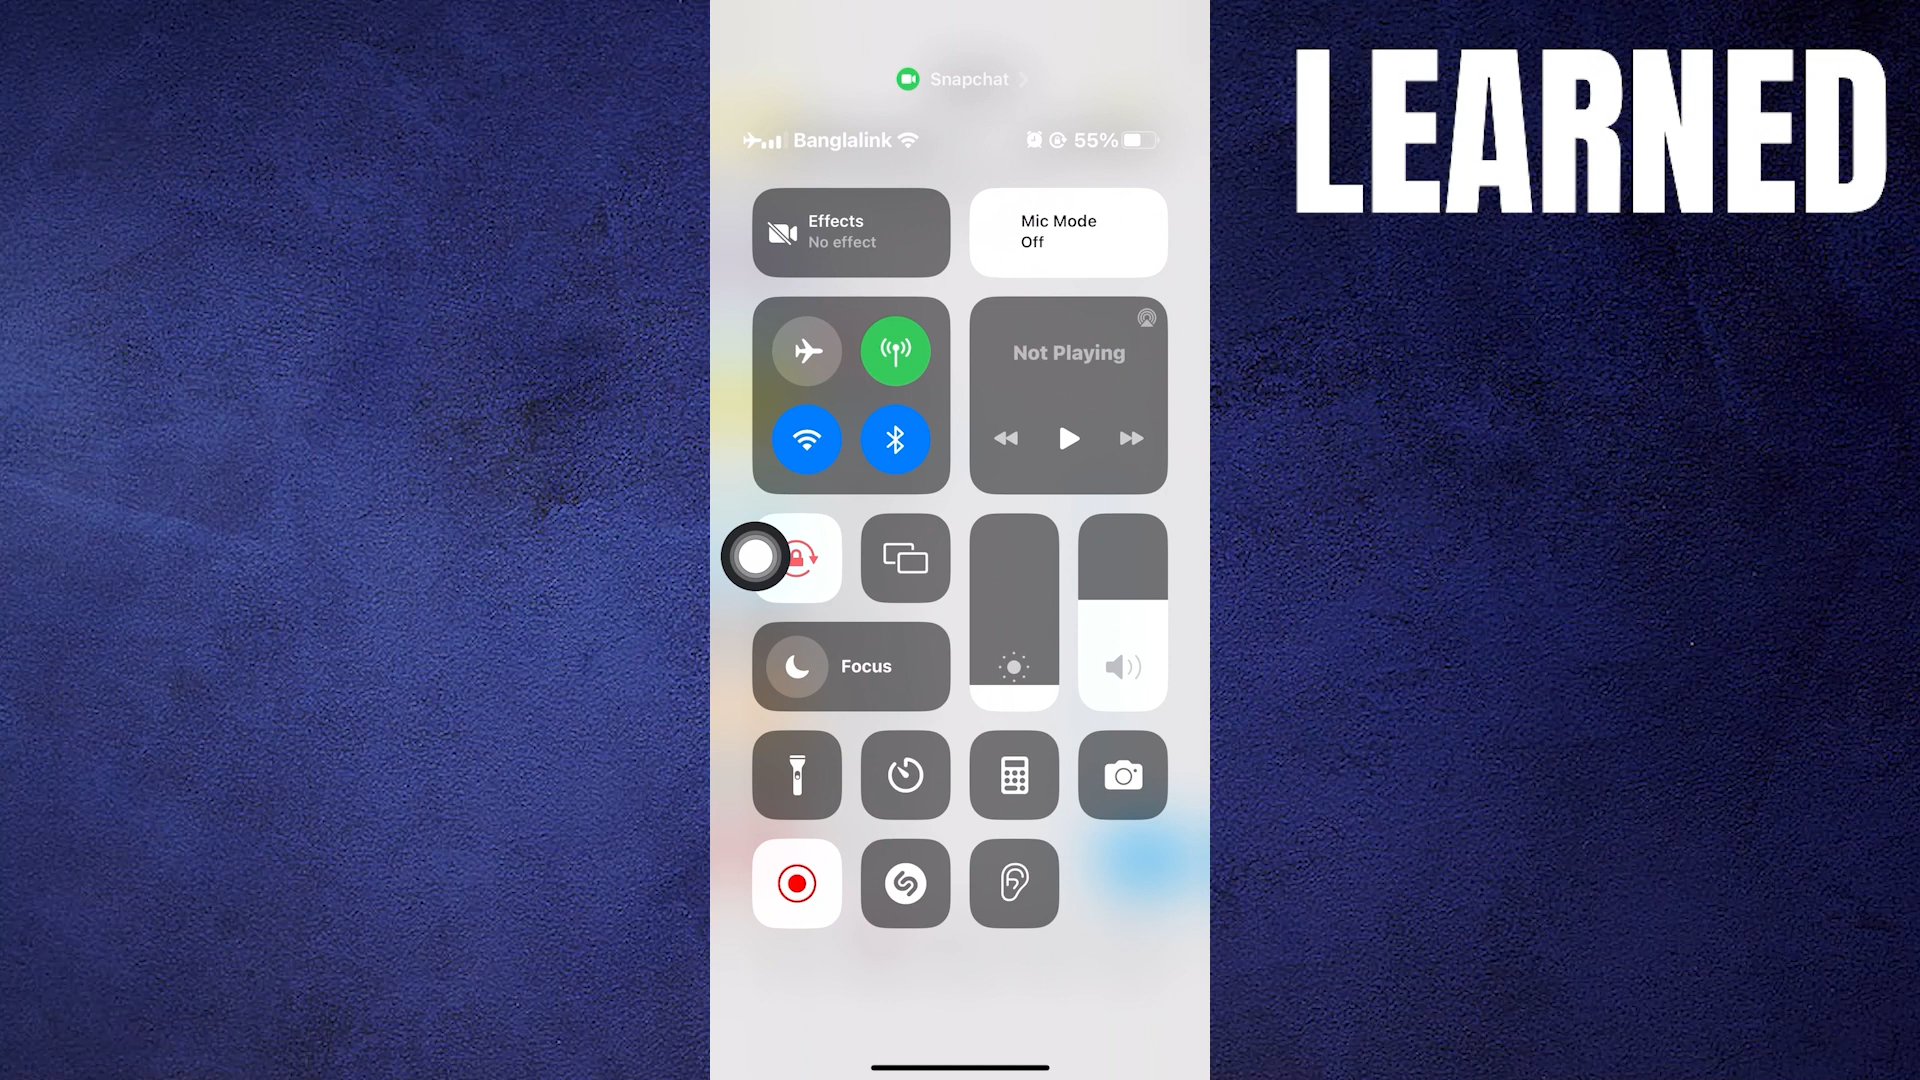 LEARNED
Snapchat
Banglalink
55%
Effects
No effect
Mic Mode
Off
Not Playing
Focus